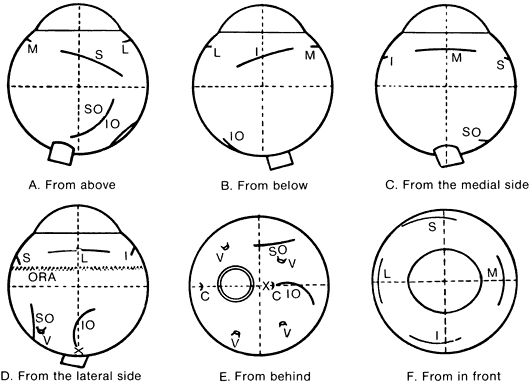 M S L
SO
IO
A. From above
L I M
IO
B. From below
I M S
SO
C. From the medial side
S L I
ORA
SO IO
V
X
D. From the lateral side
V SO
V
C X C IO
V V
E. From behind
S
L M
I
F. From in front